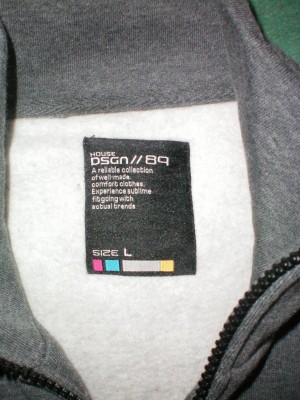 HOUSE
DSGN//89
A reliable collection
of well-made,
comfort clothes.
Experience sublime
fit going with
actual trends
SIZE L